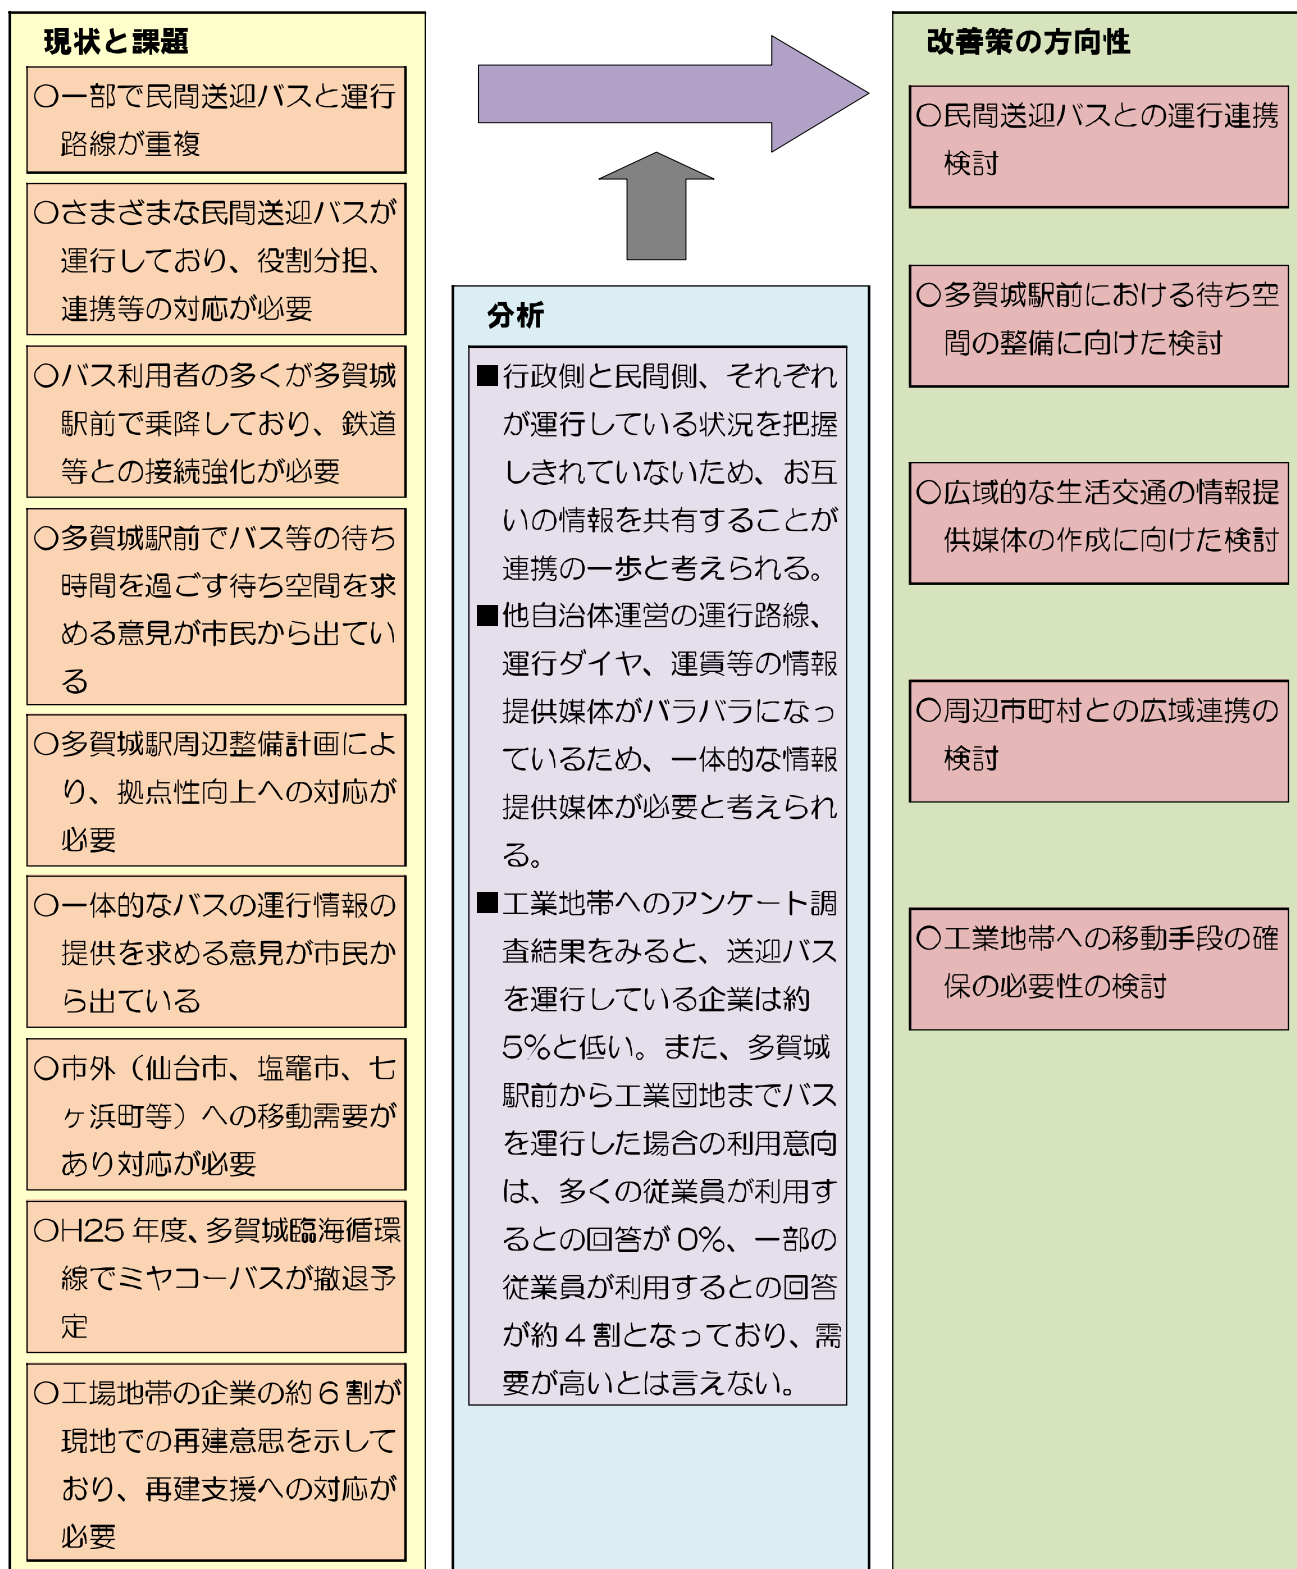 現状と課題
○一部で民間送迎バスと運行
路線が重複
○さまざまな民間送迎バスが
運行しており、役割分担、
連携等の対応が必要
○バス利用者の多くが多賀城
駅前で乗降しており、鉄道
等との接続強化が必要
○多賀城駅前でバス等の待ち
時間を過ごす待ち空間を求
める意見が市民から出てい
る
○多賀城駅周辺整備計画によ
り、拠点性向上への対応が
必要
○一体的なバスの運行情報の
提供を求める意見が市民か
ら出ている
○市外（仙台市、塩竈市、七
ヶ浜町等）への移動需要が
あり対応が必要
○H25 年度、多賀城臨海循環
線でミヤコーバスが撤退予
定
○工場地帯の企業の約６割が
現地での再建意思を示して
おり、再建支援への対応が
必要
分析
■行政側と民間側、それぞれ
が運行している状況を把握
しきれていないため、お互
いの情報を共有することが
連携の一歩と考えられる。
■他自治体運営の運行路線、
運行ダイヤ、運賃等の情報
提供媒体がバラバラになっ
ているため、一体的な情報
提供媒体が必要と考えられ
る。
■工業地帯へのアンケート調
査結果をみると、送迎バス
を運行している企業は約
5%と低い。また、多賀城
駅前から工業団地までバス
を運行した場合の利用意向
は、多くの従業員が利用す
るとの回答が 0%、一部の
従業員が利用するとの回答
が約４割となっており、需
要が高いとは言えない。
改善策の方向性
○民間送迎バスとの運行連携
検討
○多賀城駅前における待ち空
間の整備に向けた検討
○広域的な生活交通の情報提
供媒体の作成に向けた検討
○周辺市町村との広域連携の
検討
○工業地帯への移動手段の確
保の必要性の検討